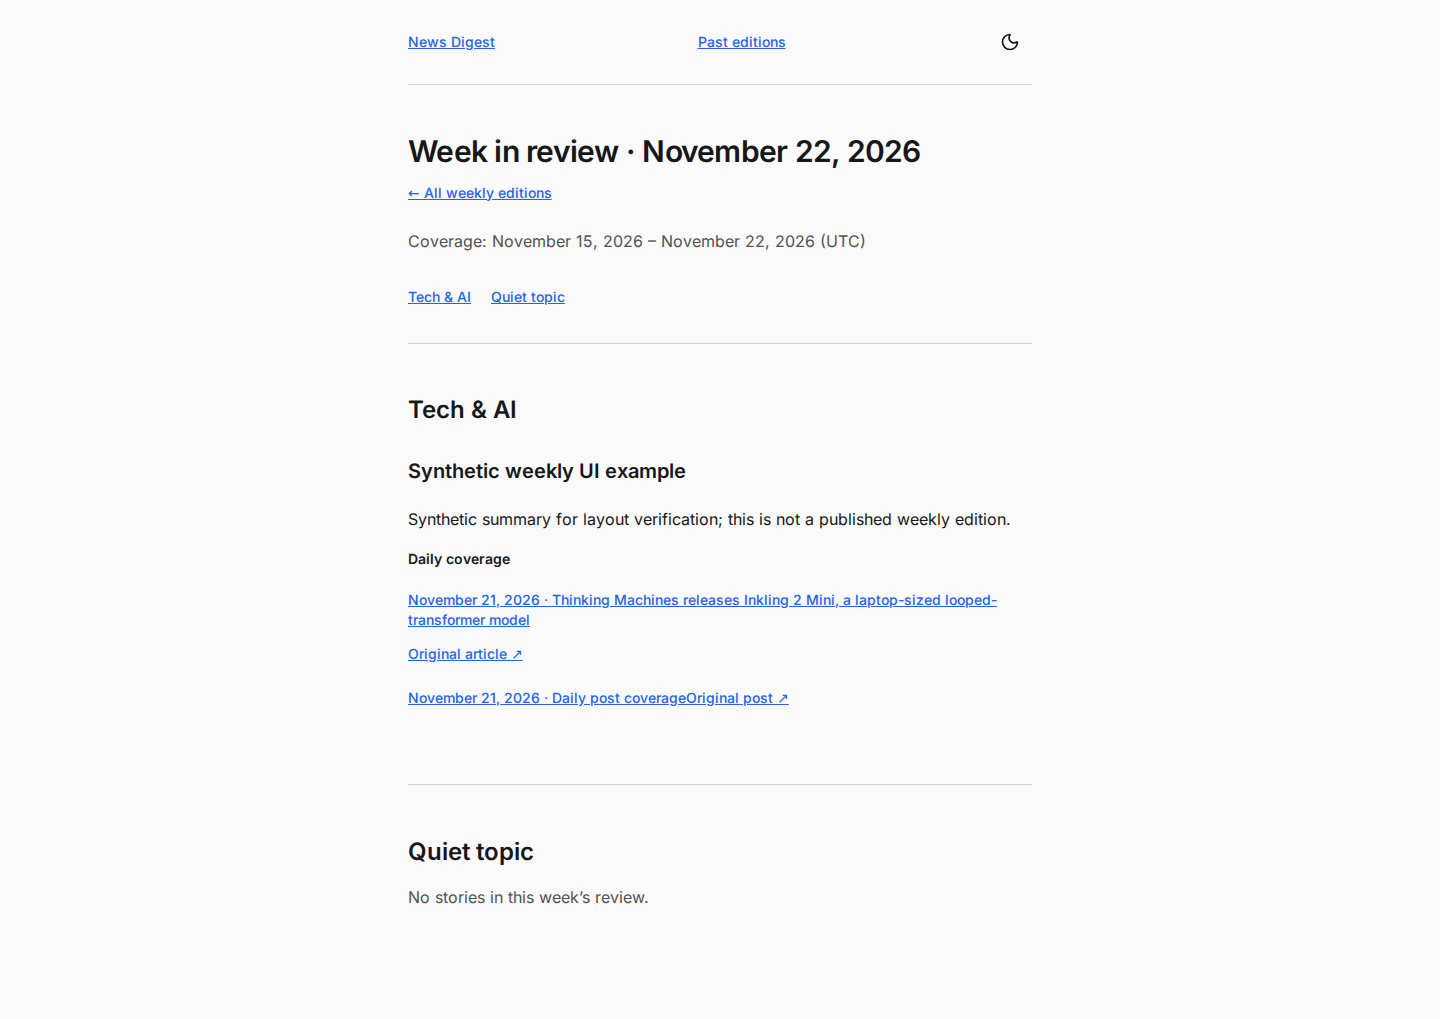 News Digest
Past editions
Week in review · November 22, 2026
← All weekly editions
Coverage: November 15, 2026 – November 22, 2026 (UTC)
Tech & AI
Quiet topic
Tech & AI
Synthetic weekly UI example
Synthetic summary for layout verification; this is not a published weekly edition.
Daily coverage
November 21, 2026 · Thinking Machines releases Inkling 2 Mini, a laptop-sized looped-
transformer model
Original article ↗
November 21, 2026 · Daily post coverageOriginal post ↗
Quiet topic
No stories in this week’s review.